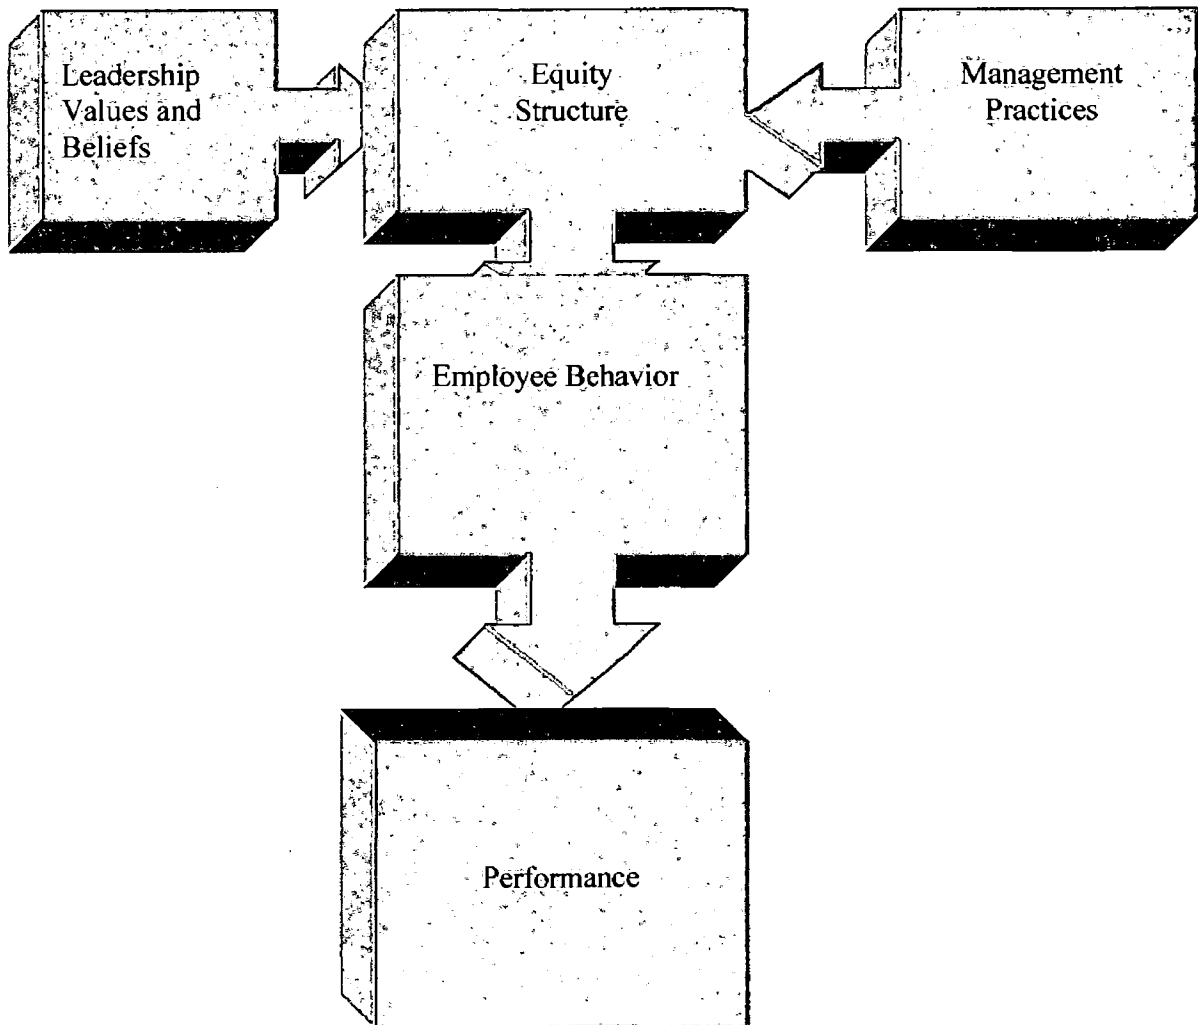 Leadership
Values and
Beliefs
Equity
Structure
Management
Practices
Employee Behavior
Performance